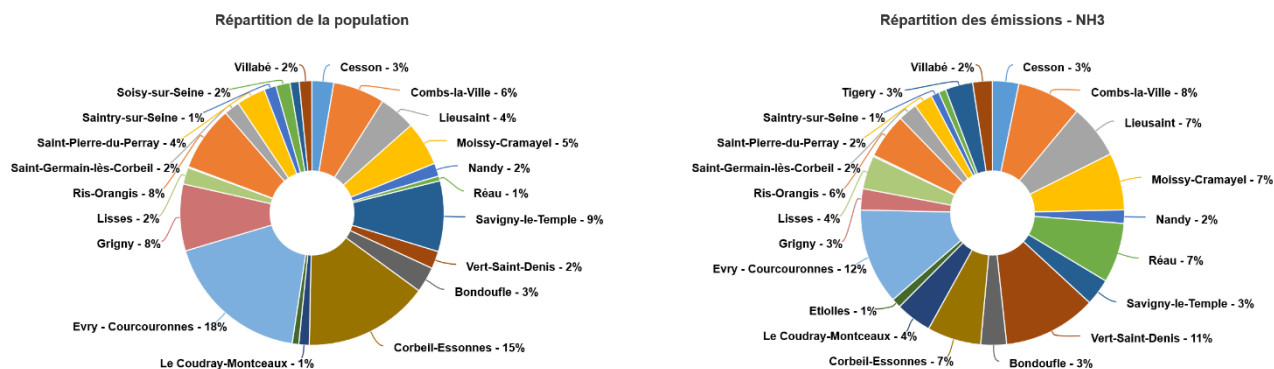 Répartition de la population
Villabé - 2%
Cesson - 3%
Soisy-sur-Seine - 2%
Combs-la-Ville - 6%
Saintry-sur-Seine - 1%
Lieusaint - 4%
Saint-Pierre-du-Perray - 4%
Moissy-Cramayel - 5%
Saint-Germain-lès-Corbeil - 2%
Nandy - 2%
Ris-Orangis - 8%
Réau - 1%
Lisses - 2%
Savigny-le-Temple - 9%
Grigny - 8%
Vert-Saint-Denis - 2%
Bondoufle - 3%
Evry - Courcouronnes - 18%
Corbeil-Essonnes - 15%
Le Coudray-Montceaux - 1%
Répartition des émissions - NH3
Villabé - 2%
Cesson - 3%
Tigery - 3%
Combs-la-Ville - 8%
Saintry-sur-Seine - 1%
Lieusaint - 7%
Saint-Pierre-du-Perray - 2%
Saint-Germain-lès-Corbeil - 2%
Moissy-Cramayel - 7%
Ris-Orangis - 6%
Lisses - 4%
Nandy - 2%
Grigny - 3%
Réau - 7%
Evry - Courcouronnes - 12%
Savigny-le-Temple - 3%
Etiolles - 1%
Le Coudray-Montceaux - 4%
Vert-Saint-Denis - 11%
Corbeil-Essonnes - 7%
Bondoufle - 3%